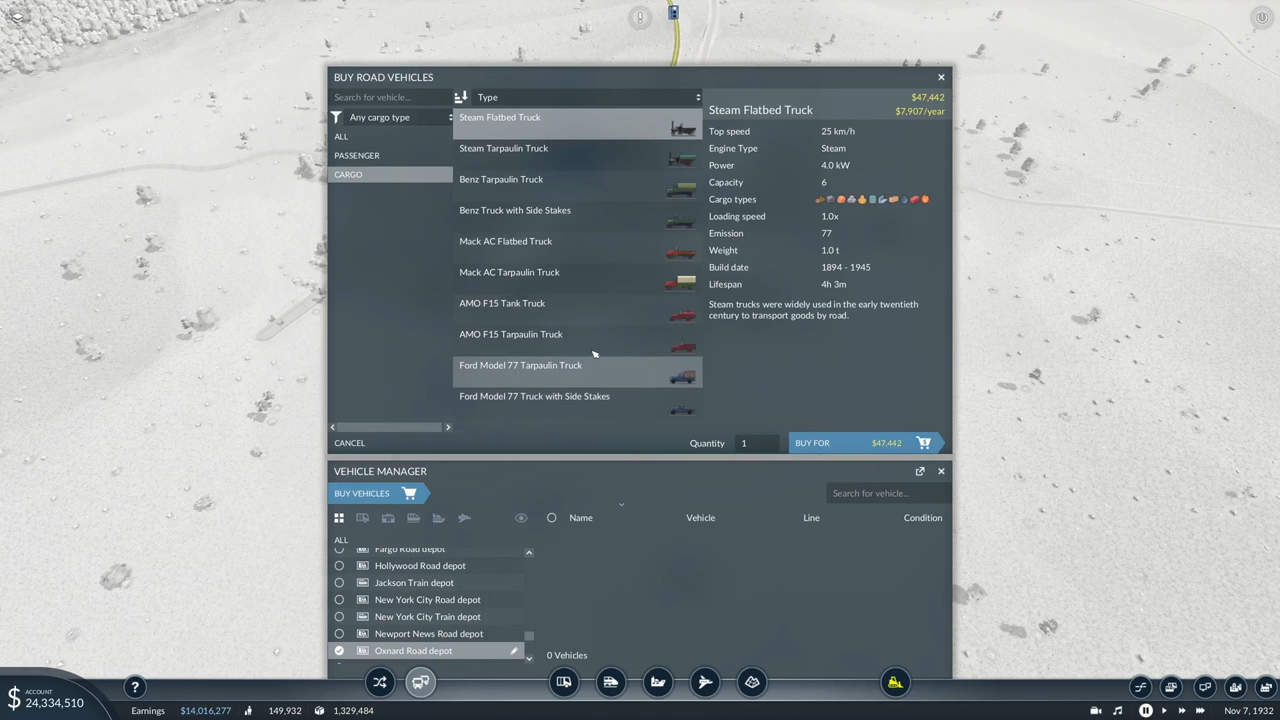 BUY ROAD VEHICLES
Search for vehicle...
Type
$47,442
Steam Flatbed Truck
$7,907/year
Any cargo type
ALL
PASSENGER
CARGO
Steam Flatbed Truck
Steam Tarpaulin Truck
Benz Tarpaulin Truck
Benz Truck with Side Stakes
Mack AC Flatbed Truck
Mack AC Tarpaulin Truck
AMO F15 Tank Truck
AMO F15 Tarpaulin Truck
Ford Model 77 Tarpaulin Truck
Ford Model 77 Truck with Side Stakes
Top speed 25 km/h
Engine Type Steam
Power 4.0 kW
Capacity 6
Cargo types
Loading speed 1.0x
Emission 77
Weight 1.0 t
Build date 1894 - 1945
Lifespan 4h 3m
Steam trucks were widely used in the early twentieth
century to transport goods by road.
CANCEL
Quantity 1
BUY FOR $47,442
VEHICLE MANAGER
BUY VEHICLES
Search for vehicle...
Name Vehicle Line Condition
ALL
Fargo Road depot
Hollywood Road depot
Jackson Train depot
New York City Road depot
New York City Train depot
Newport News Road depot
Oxnard Road depot
0 Vehicles
$ ACCOUNT
24,334,510
?
Earnings $14,016,277 149,932 1,329,484
Nov 7, 1932